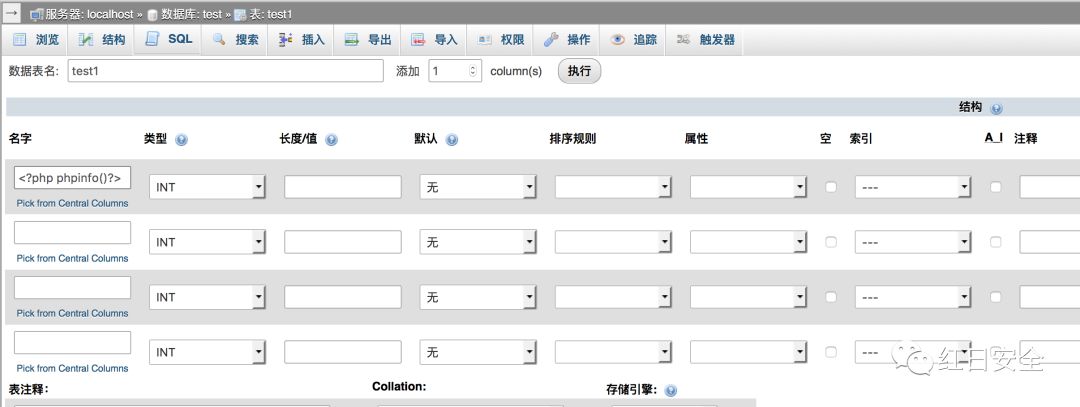 服务器: localhost » 数据库: test » 表: test1
浏览 结构 SQL 搜索 插入 导出 导入 权限 操作 追踪 触发器
数据表名: test1 添加 1 column(s) 执行
结构
名字 类型 长度/值 默认 排序规则 属性 空 索引 A_I 注释
<?php phpinfo()?> INT 无 ---
Pick from Central Columns
INT 无 ---
Pick from Central Columns
INT 无 ---
Pick from Central Columns
INT 无 ---
Pick from Central Columns
红日安全
表注释: Collation: 存储引擎: